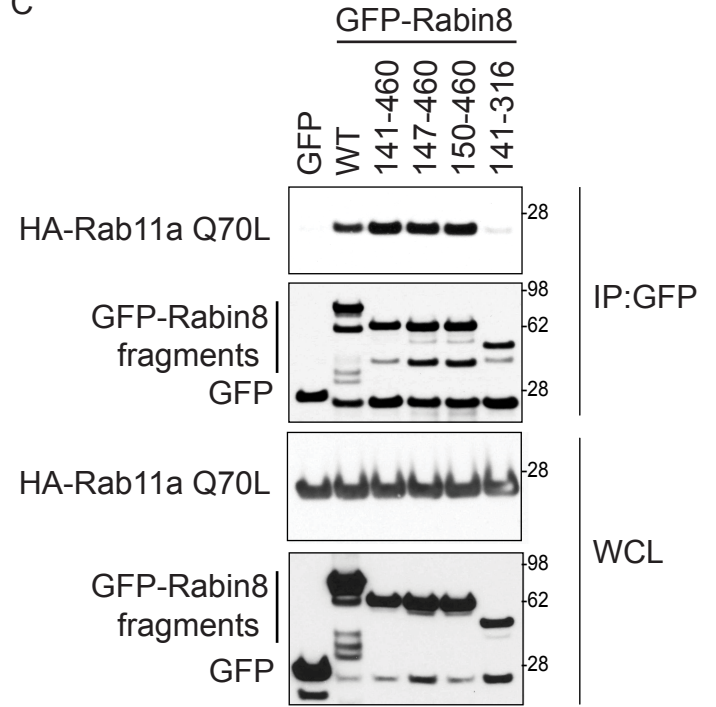 C
GFP-Rabin8
GFP
WT
141-460
147-460
150-460
141-316
HA-Rab11a Q70L
-28
GFP-Rabin8
fragments
GFP
-98
-62
-28
IP:GFP
HA-Rab11a Q70L
-28
GFP-Rabin8
fragments
GFP
-98
-62
-28
WCL